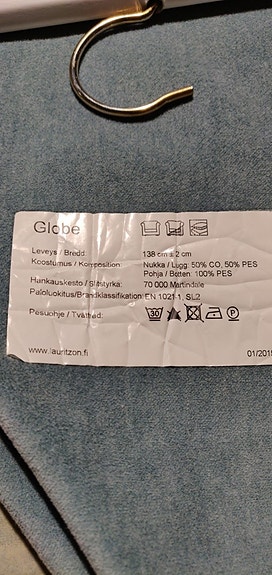 Globe
Leveys / Bredd: 138 cm ± 2 cm
Koostumus / Komposition Nukka / Lugg: 50% CO, 50% PES
Pohja / Botten: 100% PES
Hankauskesto / Slitstyrka: 70 000 Martindale
Paloluokitus/Brandklassifikation: EN 1021-1, SL2
Pesuohje / Tvättråd: 30 P
www.lauritzon.fi 01/2015